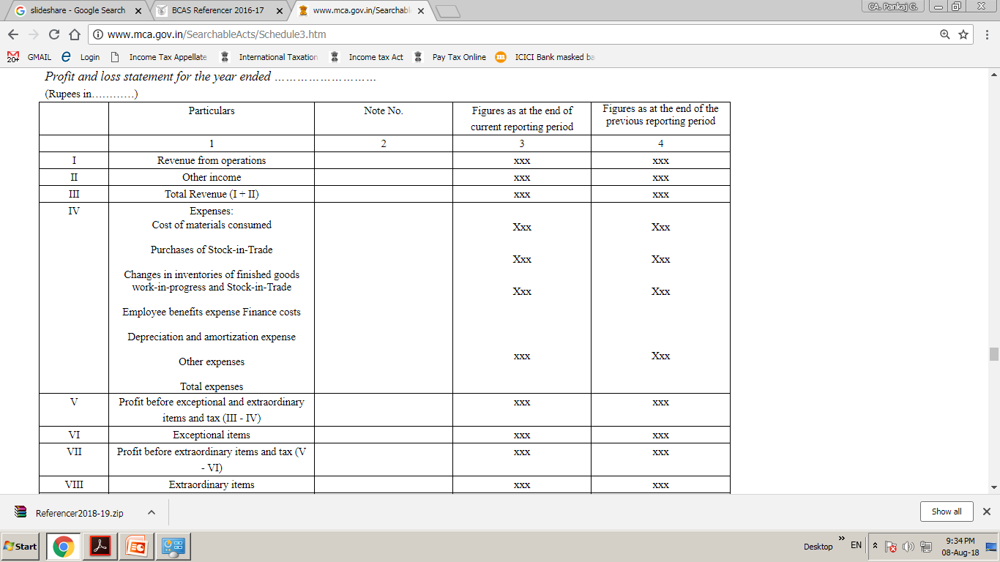 slideshare - Google Search
BCAS Referencer 2016-17
www.mca.gov.in/Searchabl
CA. Pankaj G.
www.mca.gov.in/SearchableActs/Schedule3.htm
20+
GMAIL
Login
Income Tax Appellate
International Taxation
Income tax Act
Pay Tax Online
ICICI Bank masked ba
Profit and loss statement for the year ended ………………………
(Rupees in…………)
Particulars Note No. Figures as at the end of Figures as at the end of the
current reporting period previous reporting period
1 2 3 4
I Revenue from operations xxx xxx
II Other income xxx xxx
III Total Revenue (I + II) xxx xxx
IV Expenses:
Cost of materials consumed Xxx Xxx
Purchases of Stock-in-Trade
Xxx Xxx
Changes in inventories of finished goods
work-in-progress and Stock-in-Trade Xxx Xxx
Employee benefits expense Finance costs
Depreciation and amortization expense
Other expenses xxx Xxx
Total expenses
V Profit before exceptional and extraordinary xxx xxx
items and tax (III - IV)
VI Exceptional items xxx xxx
VII Profit before extraordinary items and tax (V xxx xxx
- VI)
VIII Extraordinary items xxx xxx
Referencer2018-19.zip
Show all
Start
Desktop
EN
9:34 PM
08-Aug-18